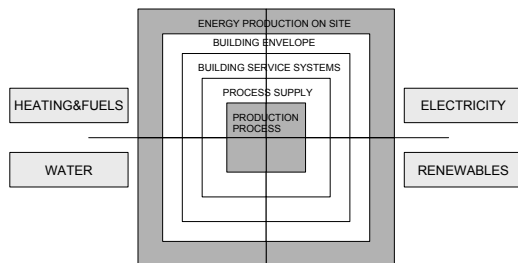 ENERGY PRODUCTION ON SITE
BUILDING ENVELOPE
BUILDING SERVICE SYSTEMS
PROCESS SUPPLY
PRODUCTION
PROCESS
HEATING&FUELS
ELECTRICITY
WATER
RENEWABLES